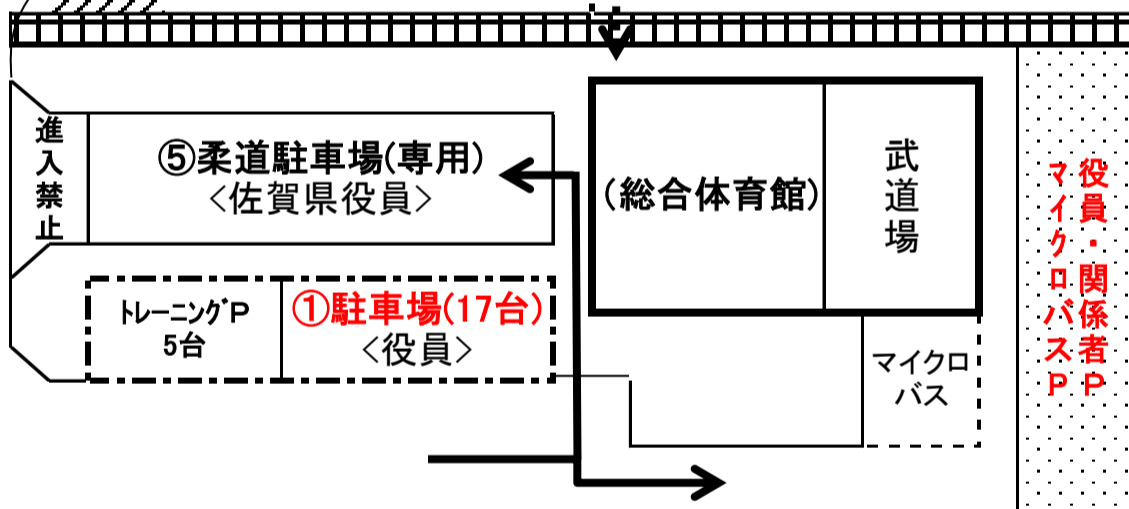 進入禁止
⑤柔道駐車場(専用)
<佐賀県役員>
(総合体育館)
武道場
役員・関係者P
マイクロバスP
トレーニングP
5台
①駐車場(17台)
<役員>
マイクロ
バス